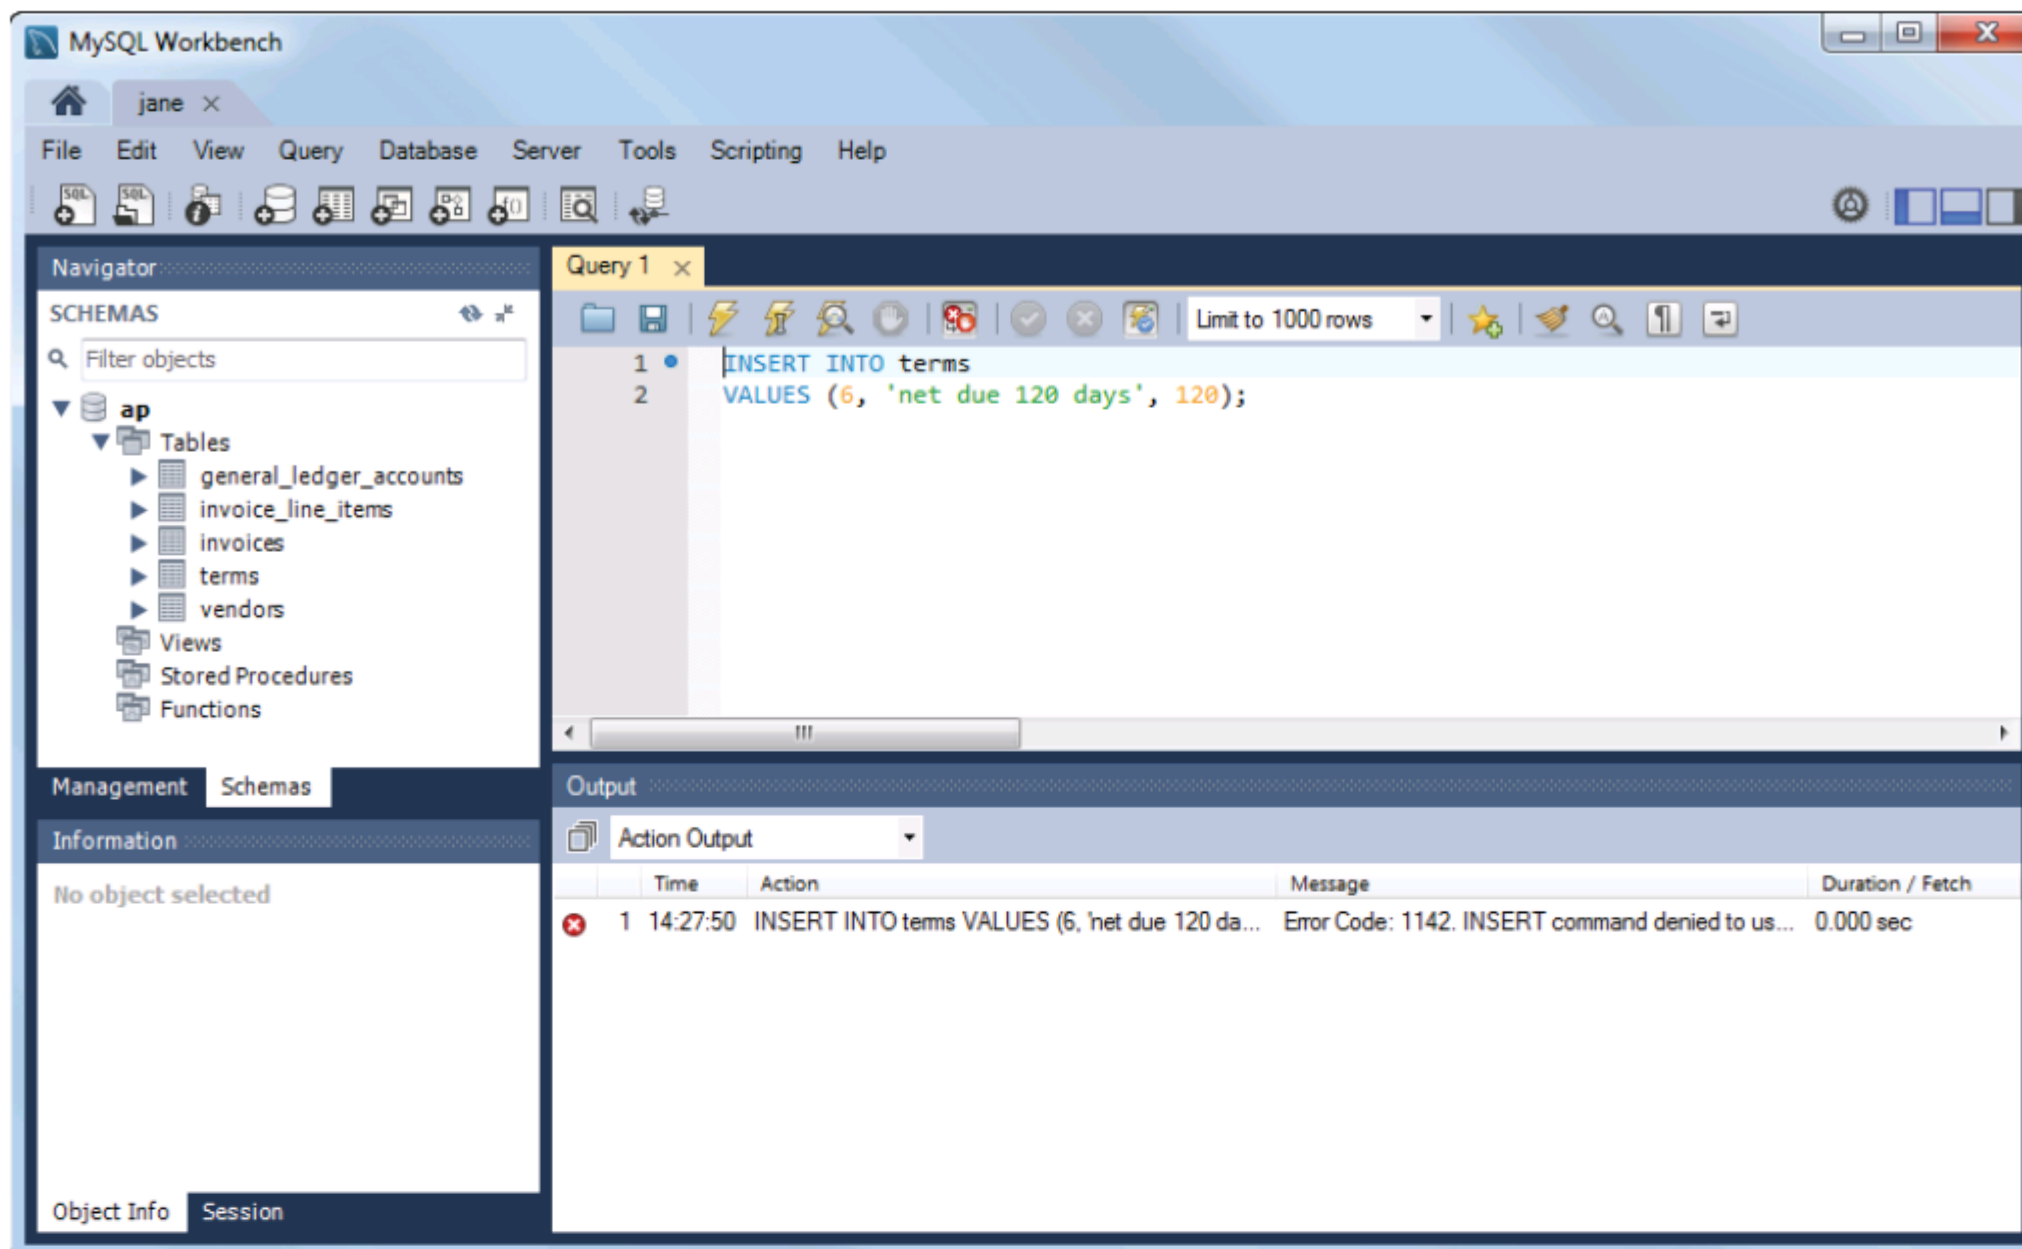 MySQL Workbench
jane
File Edit View Query Database Server Tools Scripting Help
Navigator
SCHEMAS
Filter objects
ap
Tables
general_ledger_accounts
invoice_line_items
invoices
terms
vendors
Views
Stored Procedures
Functions
Management Schemas
Information
No object selected
Object Info Session
Query 1
Limit to 1000 rows
1 INSERT INTO terms
2 VALUES (6, 'net due 120 days', 120);
Output
Action Output
Time Action Message Duration / Fetch
1 14:27:50 INSERT INTO terms VALUES (6, 'net due 120 da... Error Code: 1142. INSERT command denied to us... 0.000 sec